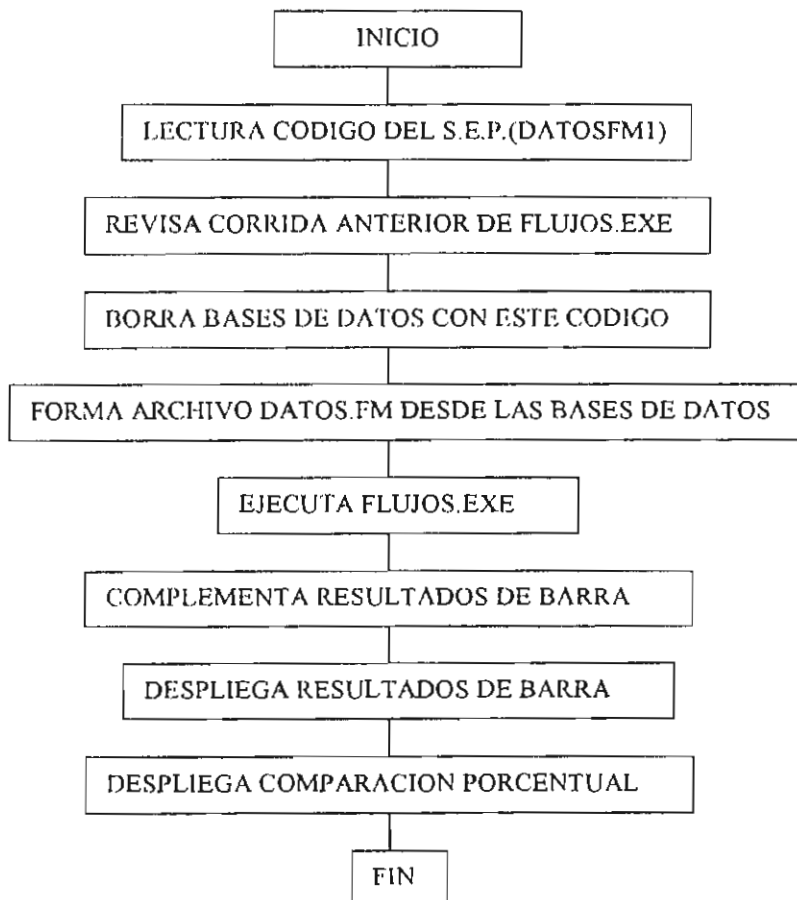 INICIO
LECTURA CODIGO DEL S.E.P.(DATOSFM1)
REVISA CORRIDA ANTERIOR DE FLUJOS.EXE
BORRA BASES DE DATOS CON ESTE CODIGO
FORMA ARCHIVO DATOS.FM DESDE LAS BASES DE DATOS
EJECUTA FLUJOS.EXE
COMPLEMENTA RESULTADOS DE BARRA
DESPLIEGA RESULTADOS DE BARRA
DESPLIEGA COMPARACION PORCENTUAL
FIN